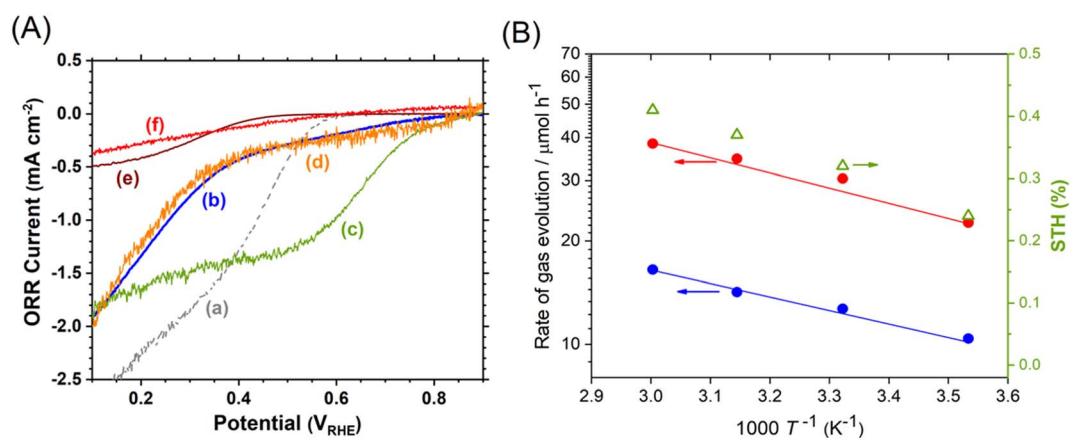 (A)
0.5
0.0
-0.5
-1.0
-1.5
-2.0
-2.5
ORR Current (mA cm⁻²)
(f)
(e)
(b)
(d)
(c)
(a)
0.2 0.4 0.6 0.8
Potential (V_RHE)
(B)
70
60
50
40
30
20
10
Rate of gas evolution / μmol h⁻¹
0.5
0.4
0.3
0.2
0.1
0.0
STH (%)
2.9 3.0 3.1 3.2 3.3 3.4 3.5 3.6
1000 T⁻¹ (K⁻¹)